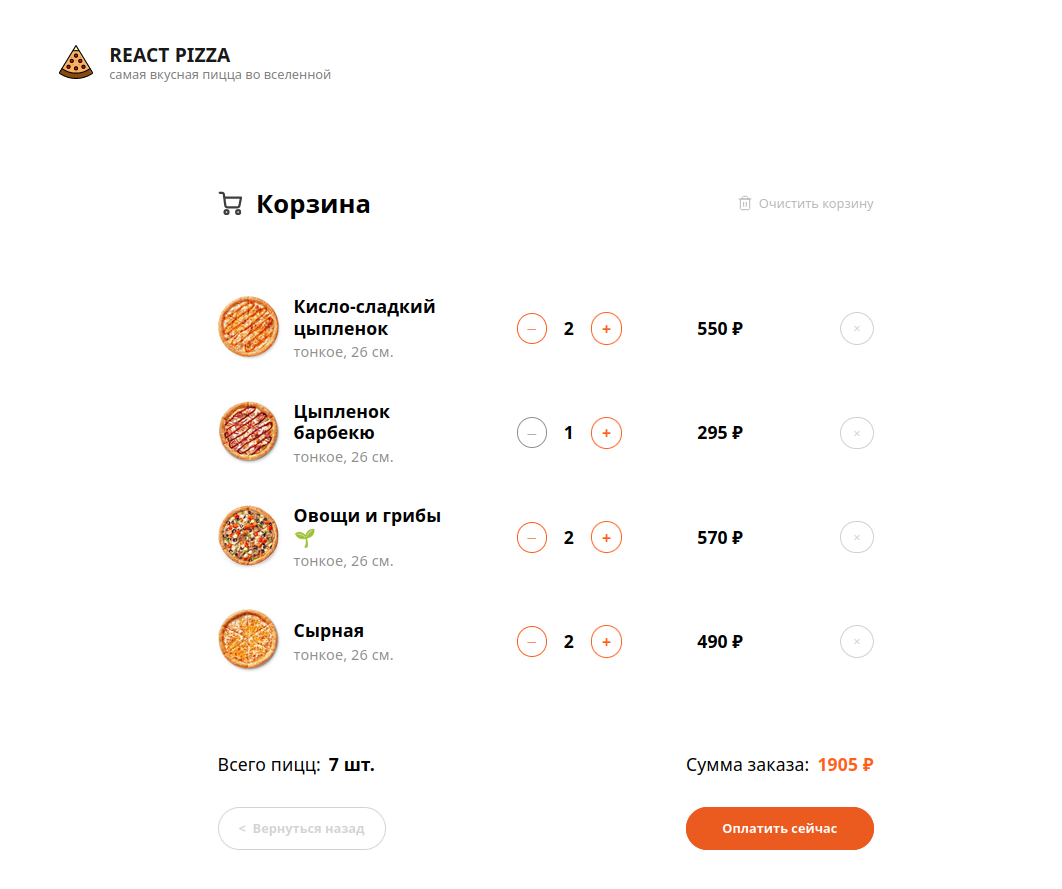 REACT PIZZA
самая вкусная пицца во вселенной
Корзина
Очистить корзину
Кисло-сладкий
цыпленок
тонкое, 26 см.
– 2 + 550 ₽ ×
Цыпленок
барбекю
тонкое, 26 см.
– 1 + 295 ₽ ×
Овощи и грибы
🌱
тонкое, 26 см.
– 2 + 570 ₽ ×
Сырная
тонкое, 26 см.
– 2 + 490 ₽ ×
Всего пицц: 7 шт.
Сумма заказа: 1905 ₽
< Вернуться назад
Оплатить сейчас